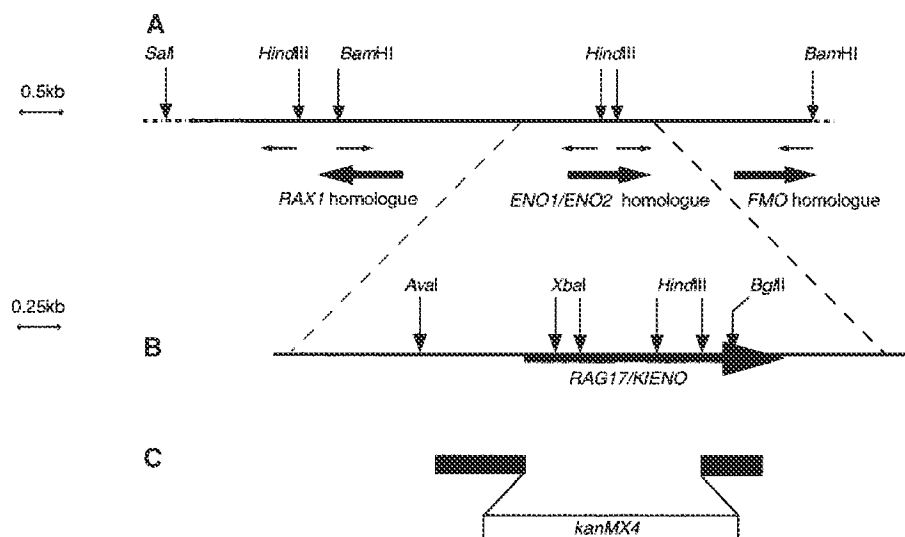 A
SalI HindIII BamHI HindIII BamHI
0.5kb
RAX1 homologue ENO1/ENO2 homologue FMO homologue
AvaI XbaI HindIII BglII
0.25kb
B
RAG17/KlENO
C
kanMX4